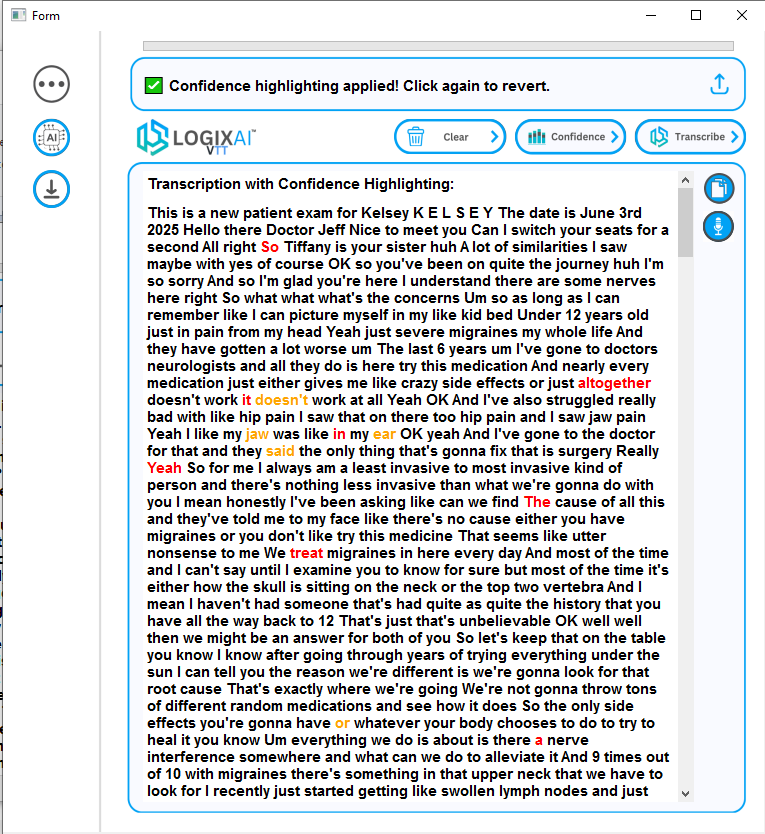 Form
Confidence highlighting applied! Click again to revert.
AI
LOGIXAI™
VTT
Clear
Confidence
Transcribe
Transcription with Confidence Highlighting:
This is a new patient exam for Kelsey K E L S E Y The date is June 3rd
2025 Hello there Doctor Jeff Nice to meet you Can I switch your seats for a
second All right So Tiffany is your sister huh A lot of similarities I saw
maybe with yes of course OK so you've been on quite the journey huh I'm
so sorry And so I'm glad you're here I understand there are some nerves
here right So what what what's the concerns Um so as long as I can
remember like I can picture myself in my like kid bed Under 12 years old
just in pain from my head Yeah just severe migraines my whole life And
they have gotten a lot worse um The last 6 years um I've gone to doctors
neurologists and all they do is here try this medication And nearly every
medication just either gives me like crazy side effects or just altogether
doesn't work it doesn't work at all Yeah OK And I've also struggled really
bad with like hip pain I saw that on there too hip pain and I saw jaw pain
Yeah I like my jaw was like in my ear OK yeah And I've gone to the doctor
for that and they said the only thing that's gonna fix that is surgery Really
Yeah So for me I always am a least invasive to most invasive kind of
person and there's nothing less invasive than what we're gonna do with
you I mean honestly I've been asking like can we find The cause of all this
and they've told me to my face like there's no cause either you have
migraines or you don't like try this medicine That seems like utter
nonsense to me We treat migraines in here every day And most of the time
and I can't say until I examine you to know for sure but most of the time it's
either how the skull is sitting on the neck or the top two vertebra And I
mean I haven't had someone that's had quite as quite the history that you
have all the way back to 12 That's just that's unbelievable OK well well
then we might be an answer for both of you So let's keep that on the table
you know I know after going through years of trying everything under the
sun I can tell you the reason we're different is we're gonna look for that
root cause That's exactly where we're going We're not gonna throw tons
of different random medications and see how it does So the only side
effects you're gonna have or whatever your body chooses to do to try to
heal it you know Um everything we do is about is there a nerve
interference somewhere and what can we do to alleviate it And 9 times out
of 10 with migraines there's something in that upper neck that we have to
look for I recently just started getting like swollen lymph nodes and just